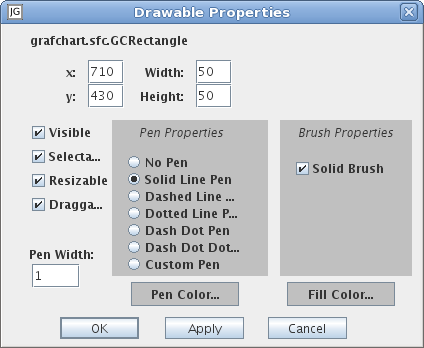 JG Drawable Properties
grafchart.sfc.GCRectangle
x: 710 Width: 50
y: 430 Height: 50
Visible
Selecta...
Resizable
Dragga...
Pen Width:
1
Pen Properties
No Pen
Solid Line Pen
Dashed Line ...
Dotted Line P...
Dash Dot Pen
Dash Dot Dot...
Custom Pen
Pen Color...
Brush Properties
Solid Brush
Fill Color...
OK Apply Cancel